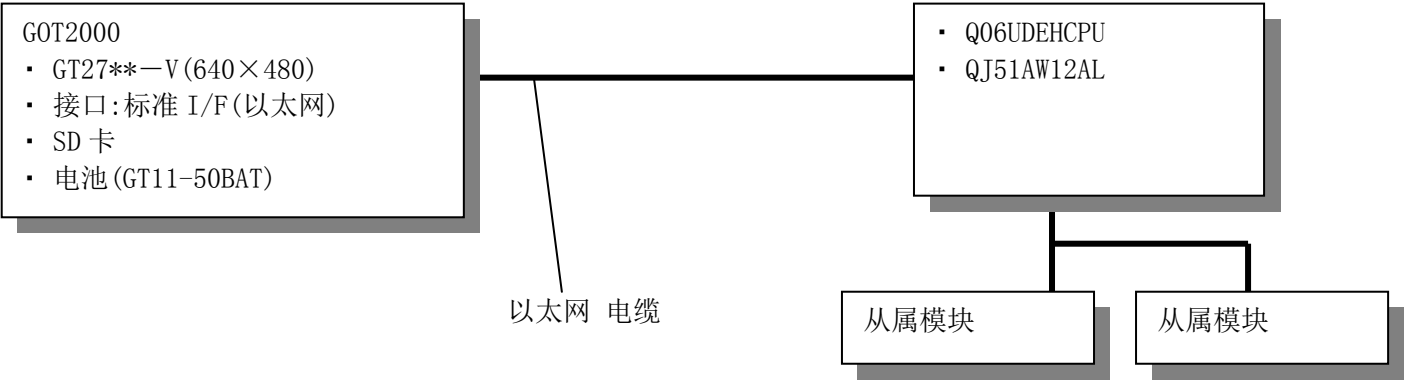 GOT2000
・ GT27**－V(640×480)
・ 接口:标准 I/F(以太网)
・ SD 卡
・ 电池(GT11-50BAT)
・ Q06UDEHCPU
・ QJ51AW12AL
以太网 电缆
从属模块
从属模块